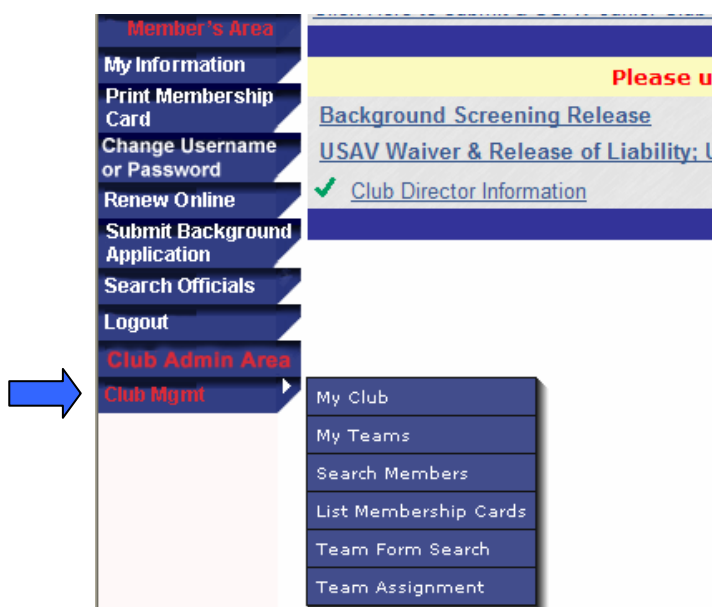 Member's Area
My Information
Print Membership
Card
Change Username
or Password
Renew Online
Submit Background
Application
Search Officials
Logout
Club Admin Area
Club Mgmt
Please u
Background Screening Release
USAV Waiver & Release of Liability; U
Club Director Information
My Club
My Teams
Search Members
List Membership Cards
Team Form Search
Team Assignment